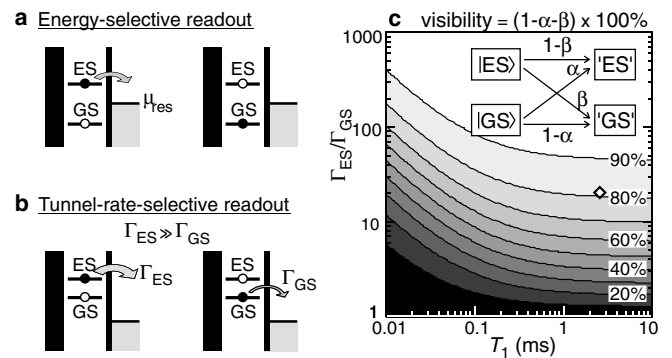 a Energy-selective readout
ES
GS
μres
ES
GS
b Tunnel-rate-selective readout
ΓES≫ΓGS
ES
GS
ΓES
ES
GS
ΓGS
c visibility = (1-α-β) x 100%
1000
100
10
1
ΓES/ΓGS
|ES⟩
1-β
'ES'
α
β
|GS⟩
1-α
'GS'
90%
80%
60%
40%
20%
0.01
0.1
1
10
T1 (ms)